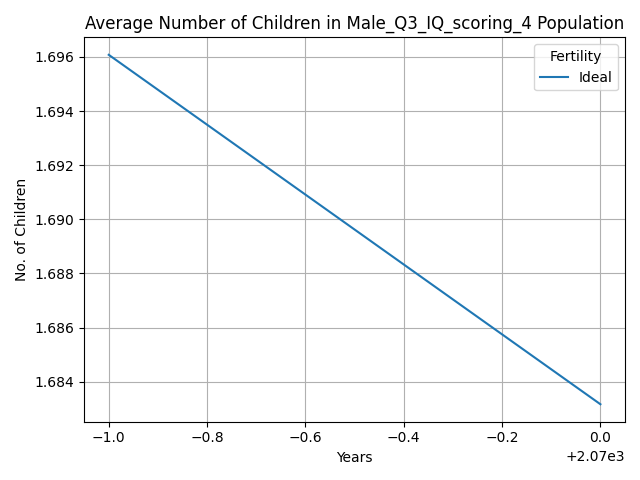 Average Number of Children in Male_Q3_IQ_scoring_4 Population
Fertility
Ideal
No. of Children
1.696
1.694
1.692
1.690
1.688
1.686
1.684
−1.0 −0.8 −0.6 −0.4 −0.2 0.0
+2.07e3
Years